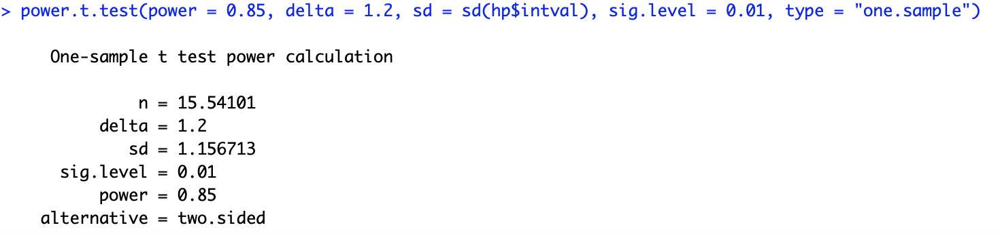 > power.t.test(power = 0.85, delta = 1.2, sd = sd(hp$intval), sig.level = 0.01, type = "one.sample")
One-sample t test power calculation
n = 15.54101
delta = 1.2
sd = 1.156713
sig.level = 0.01
power = 0.85
alternative = two.sided